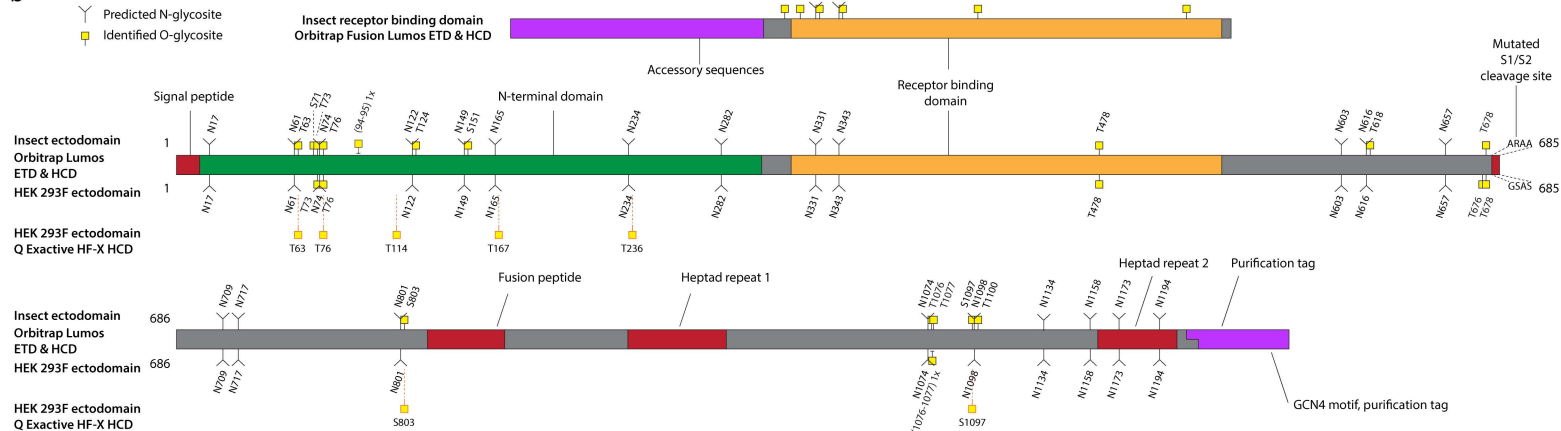 Predicted N-glycosite
Identified O-glycosite
Insect receptor binding domain
Orbitrap Fusion Lumos ETD & HCD
Accessory sequences
Receptor binding
domain
Mutated
S1/S2
cleavage site
Signal peptide
N-terminal domain
N17 N61 T63 S71 T73 N74 T76 (94-95) 1x N122 T124 N149 S151 N165 N234 N282 N331 N343 T478 N603 N616 T618 N657 T678
Insect ectodomain 1 ARAA 685
Orbitrap Lumos
ETD & HCD
HEK 293F ectodomain 1 GSAS 685
N17 N61 T73 N74 T76 N122 N149 N165 N234 N282 N331 N343 T478 N603 N616 N657 T676 T678
HEK 293F ectodomain
Q Exactive HF-X HCD
T63 T76 T114 T167 T236
Fusion peptide
Heptad repeat 1
Heptad repeat 2
Purification tag
N709 N717 N801 S803 N1074 T1076 T1077 S1097 N1098 T1100 N1134 N1158 N1173 N1194
Insect ectodomain 686
Orbitrap Lumos
ETD & HCD
HEK 293F ectodomain 686
N709 N717 N801 N1074 1076-1077) 1x N1098 N1134 N1158 N1173 N1194
GCN4 motif, purification tag
HEK 293F ectodomain
Q Exactive HF-X HCD
S803 S1097